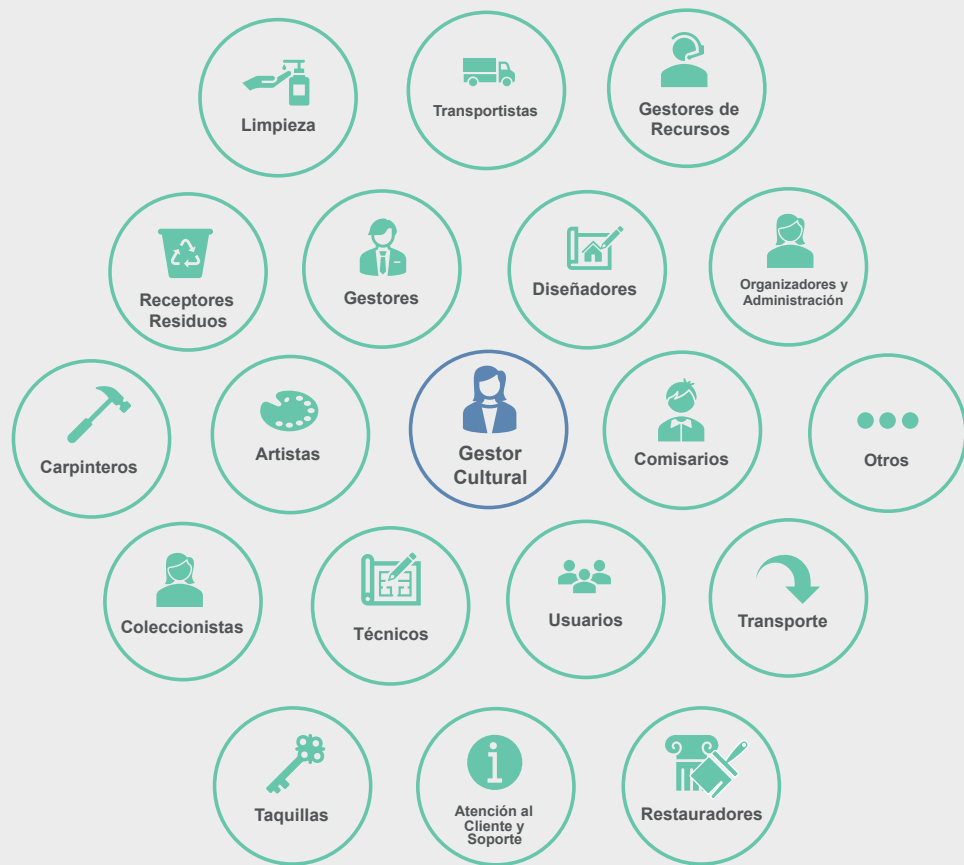 Limpieza
Transportistas
Gestores de
Recursos
Receptores
Residuos
Gestores
Diseñadores
Organizadores y
Administración
Carpinteros
Artistas
Gestor
Cultural
Comisarios
Otros
Coleccionistas
Técnicos
Usuarios
Transporte
Taquillas
Atención al
Cliente y
Soporte
Restauradores